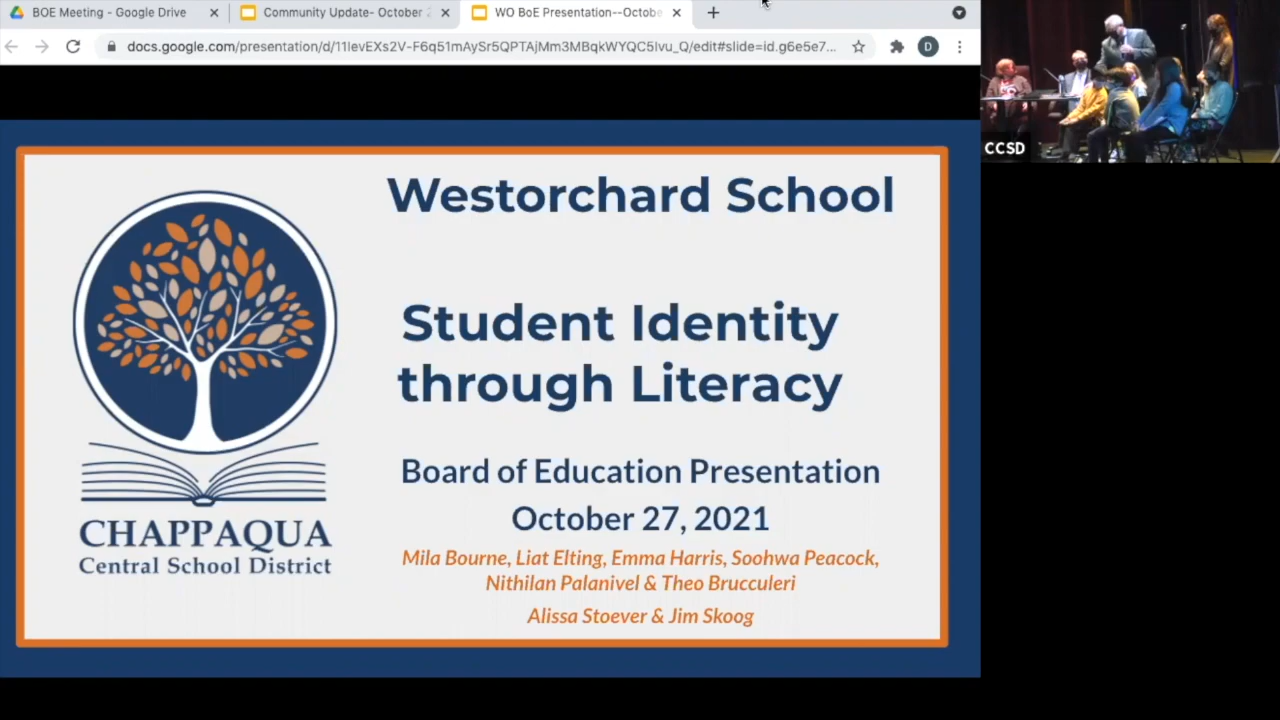 BOE Meeting - Google Drive
Community Update- October 2
WO BoE Presentation--Octobe
docs.google.com/presentation/d/11levEXs2V-F6q51mAySr5QPTAjMm3MBqkWYQC5Ivu_Q/edit#slide=id.g6e5e7...
D
CCSD
Westorchard School
Student Identity
through Literacy
Board of Education Presentation
October 27, 2021
Mila Bourne, Liat Elting, Emma Harris, Soohwa Peacock,
Nithilan Palanivel & Theo Brucculeri
Alissa Stoever & Jim Skoog
CHAPPAQUA
Central School District